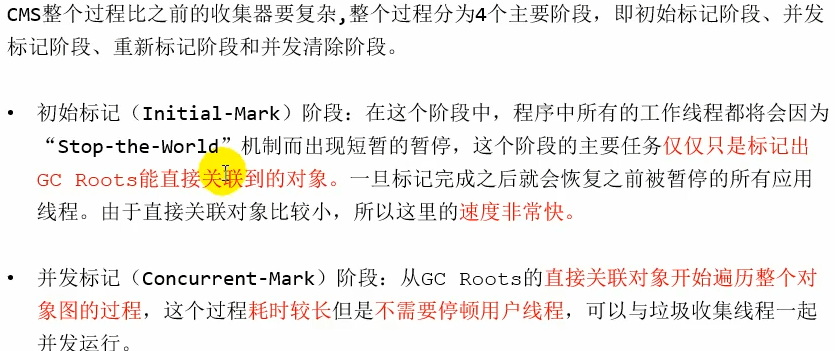 CMS整个过程比之前的收集器要复杂,整个过程分为4个主要阶段，即初始标记阶段、并发
标记阶段、重新标记阶段和并发清除阶段。
• 初始标记（Initial-Mark）阶段：在这个阶段中，程序中所有的工作线程都将会因为
“Stop-the-World”机制而出现短暂的暂停，这个阶段的主要任务仅仅只是标记出
GC Roots能直接关联到的对象。一旦标记完成之后就会恢复之前被暂停的所有应用
线程。由于直接关联对象比较小，所以这里的速度非常快。
• 并发标记（Concurrent-Mark）阶段：从GC Roots的直接关联对象开始遍历整个对
象图的过程，这个过程耗时较长但是不需要停顿用户线程，可以与垃圾收集线程一起
并发运行。